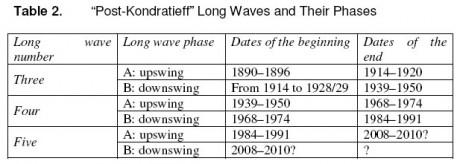 Table 2. “Post-Kondratieff” Long Waves and Their Phases
Long wave number Long wave phase Dates of the beginning Dates of the end
Three A: upswing 1890–1896 1914–1920
B: downswing From 1914 to 1928/29 1939–1950
Four A: upswing 1939–1950 1968–1974
B: downswing 1968–1974 1984–1991
Five A: upswing 1984–1991 2008–2010?
B: downswing 2008–2010? ?